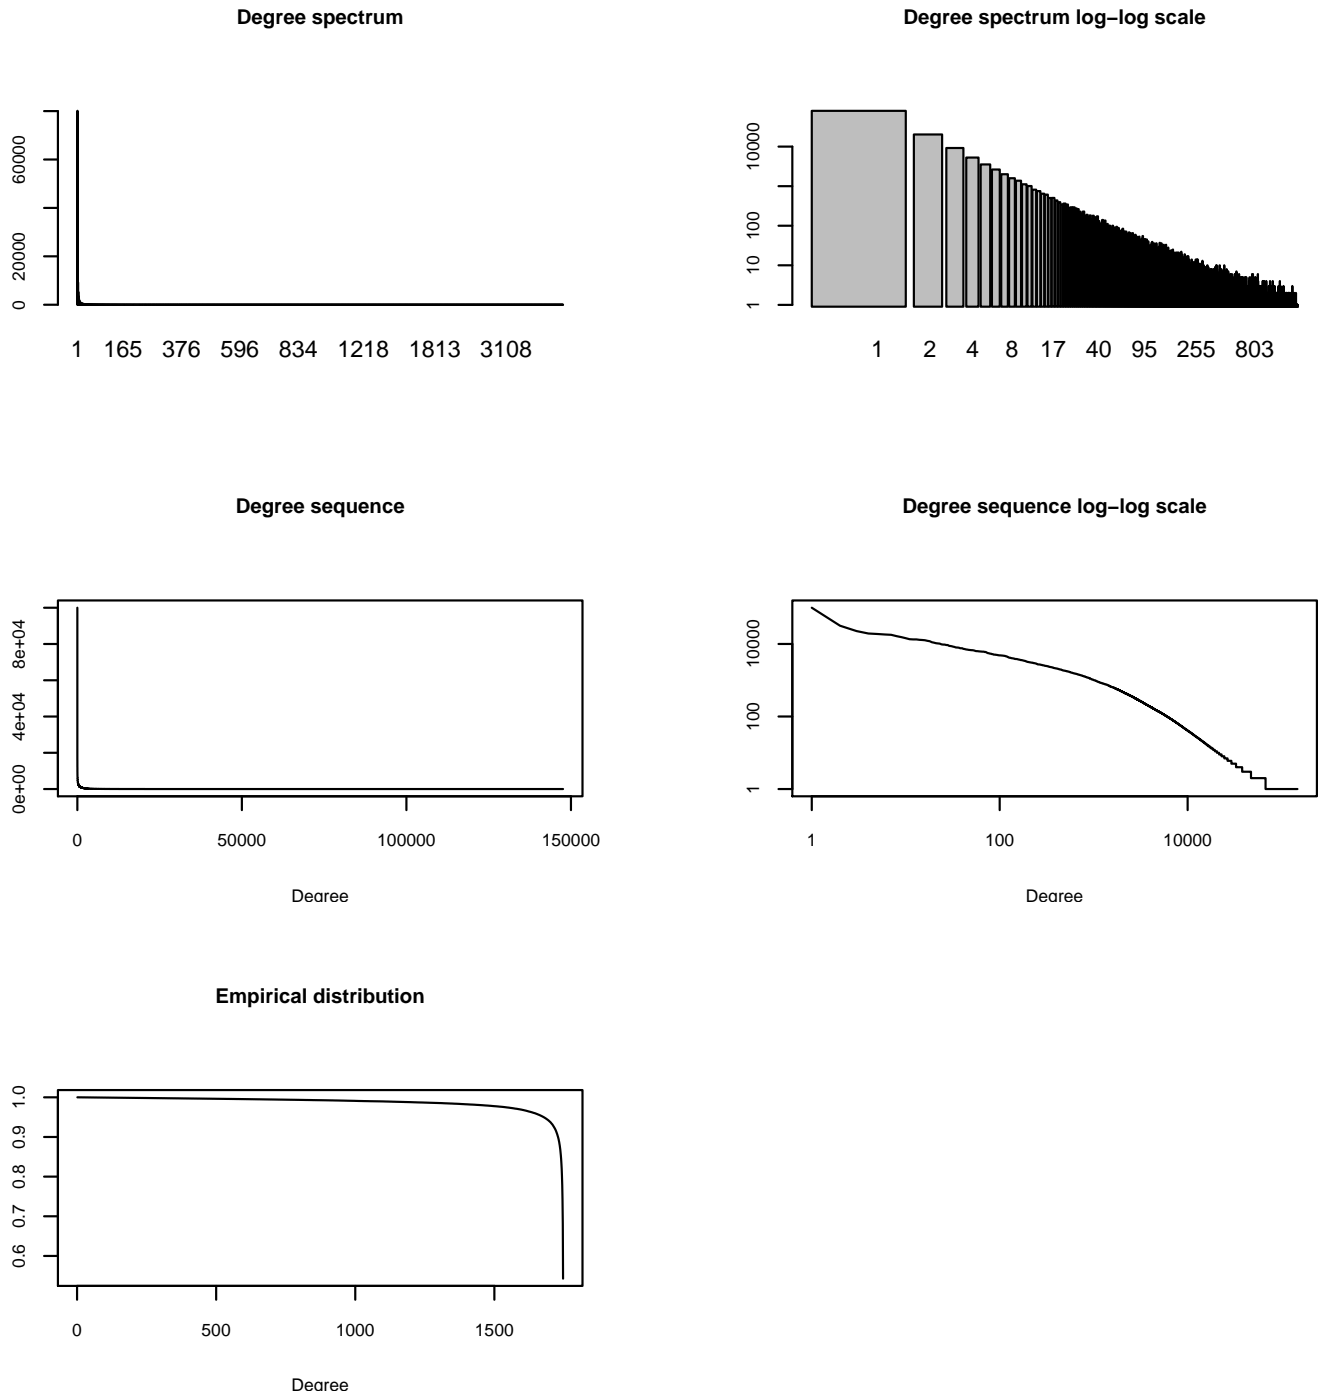 Degree spectrum
0 20000 60000
1 165 376 596 834 1218 1813 3108
Degree spectrum log−log scale
1 10 100 10000
1 2 4 8 17 40 95 255 803
Degree sequence
0e+00 4e+04 8e+04
0 50000 100000 150000
Degree
Degree sequence log−log scale
1 100 10000
1 100 10000
Degree
Empirical distribution
0.6 0.7 0.8 0.9 1.0
0 500 1000 1500
Degree